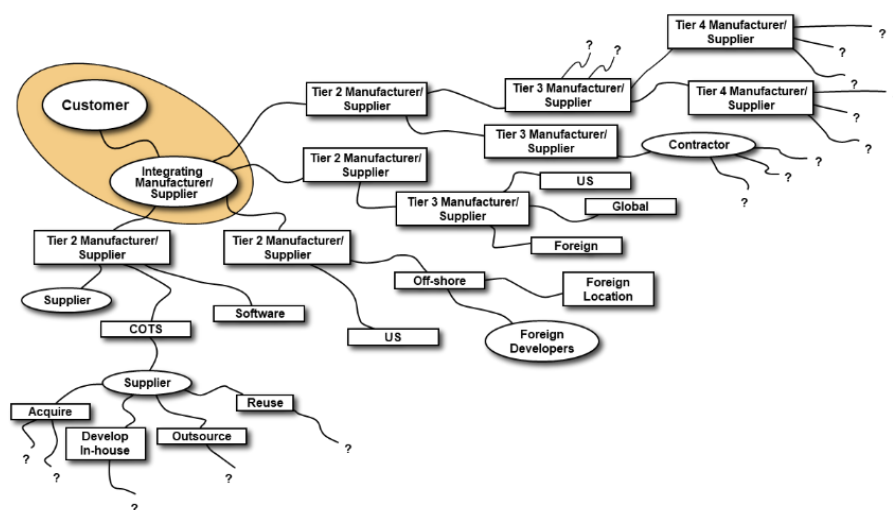 Customer
Integrating
Manufacturer/
Supplier
Tier 2 Manufacturer/
Supplier
Tier 3 Manufacturer/
Supplier
?
?
Tier 4 Manufacturer/
Supplier
?
?
?
Tier 4 Manufacturer/
Supplier
?
?
?
Tier 3 Manufacturer/
Supplier
Contractor
?
?
?
Tier 2 Manufacturer/
Supplier
Tier 3 Manufacturer/
Supplier
US
Global
Foreign
Tier 2 Manufacturer/
Supplier
Off-shore
Foreign
Location
Foreign
Developers
US
Tier 2 Manufacturer/
Supplier
Supplier
COTS
Software
Supplier
Acquire
?
?
Develop
In-house
?
Outsource
?
Reuse
?